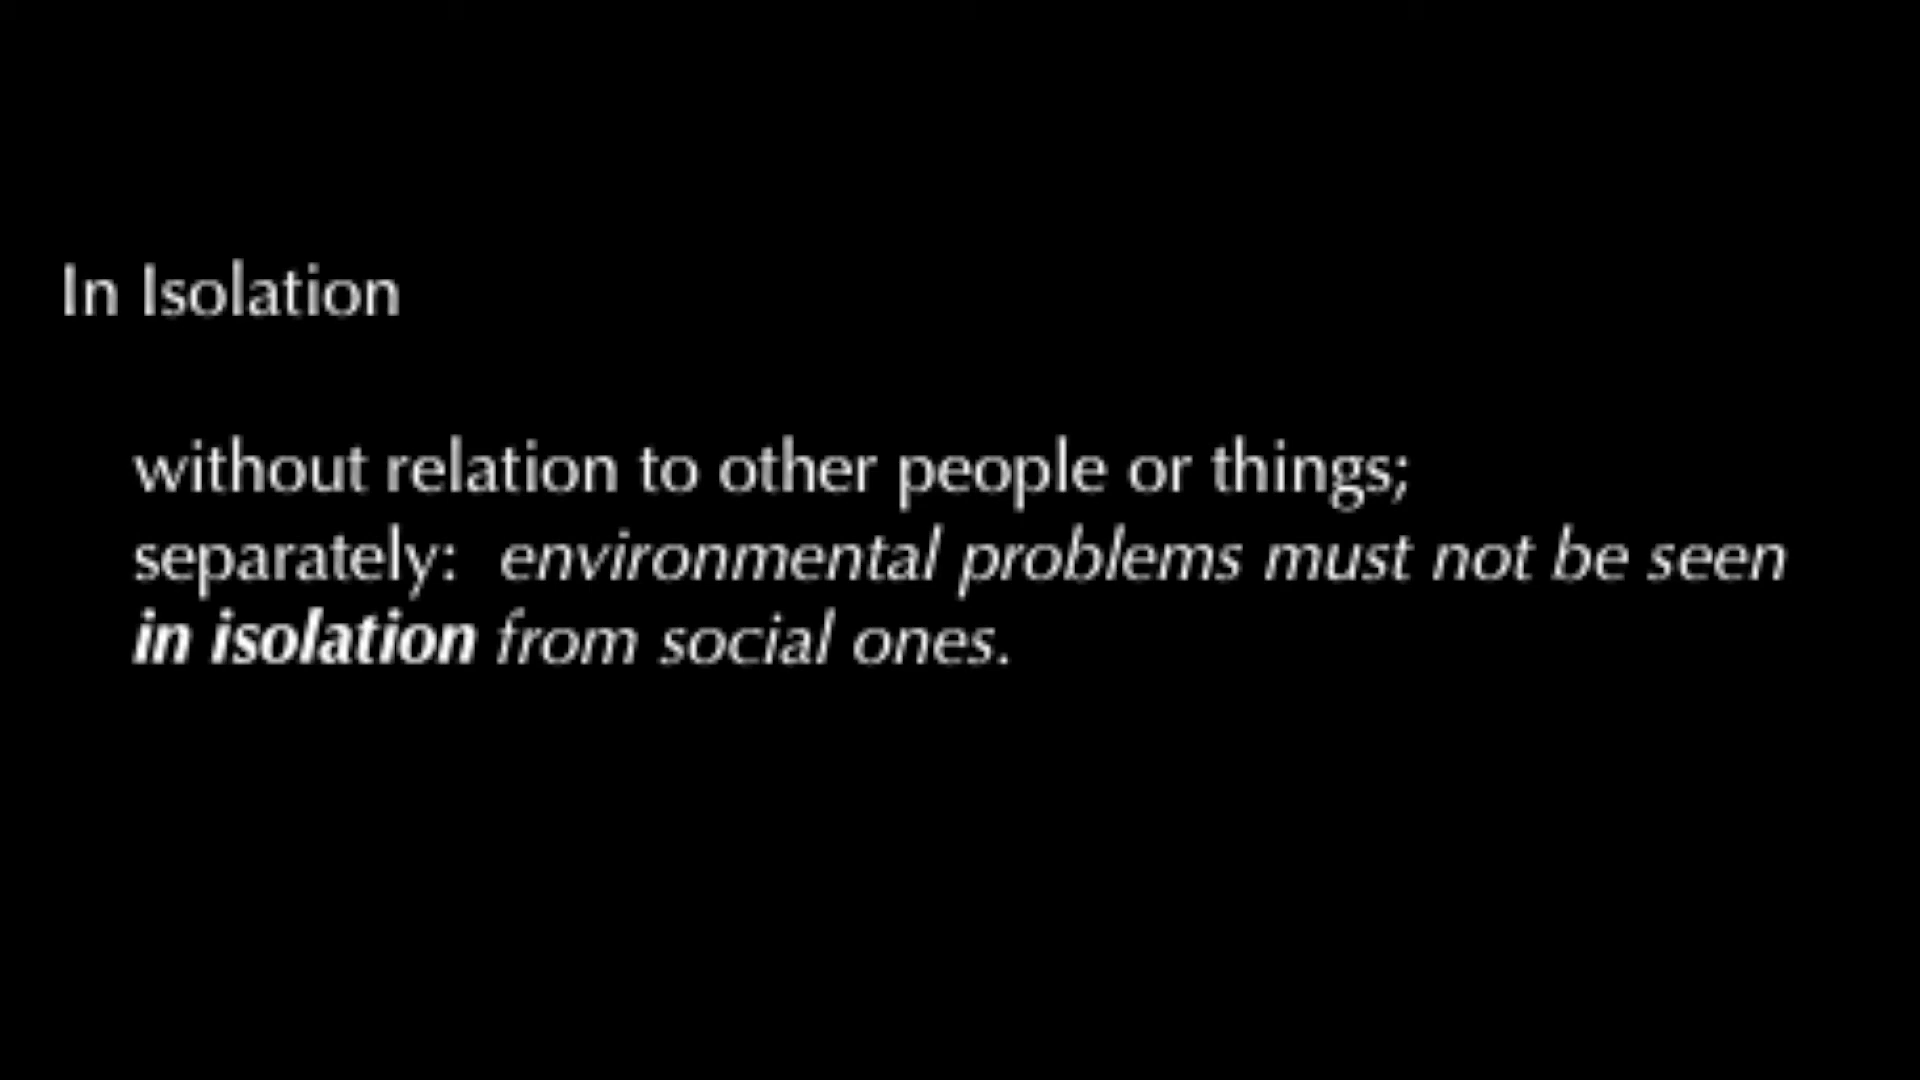 In Isolation
without relation to other people or things;
separately: environmental problems must not be seen
in isolation from social ones.